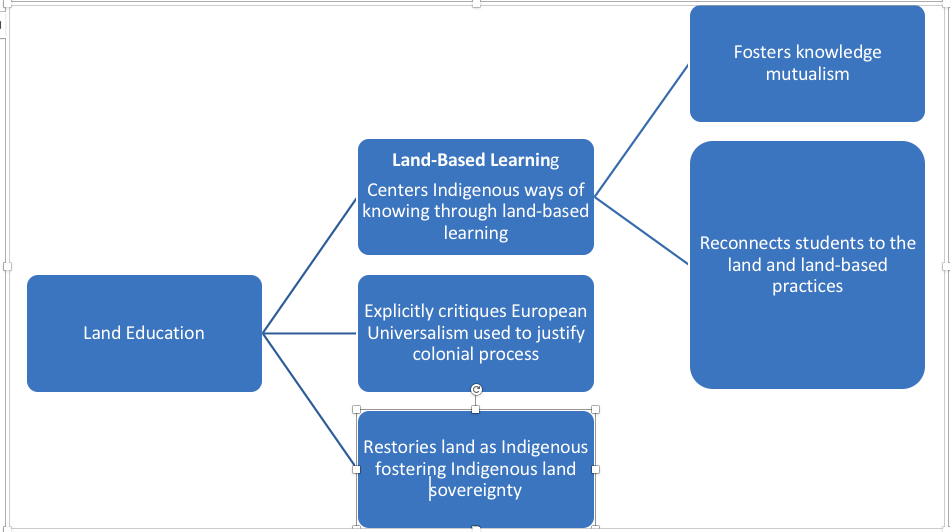 Land Education
Land-Based Learning
Centers Indigenous ways of
knowing through land-based
learning
Fosters knowledge
mutualism
Reconnects students to the
land and land-based
practices
Explicitly critiques European
Universalism used to justify
colonial process
Restories land as Indigenous
fostering Indigenous land
sovereignty